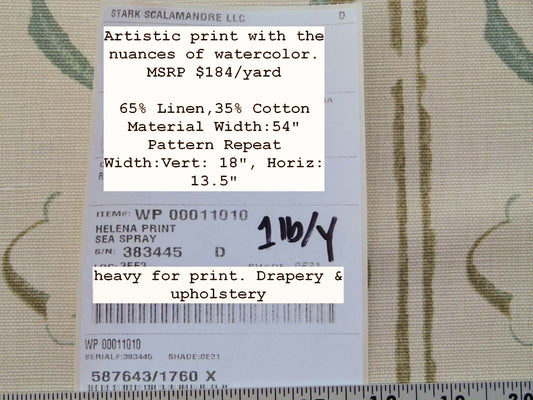 STARK SCALAMANDRE LLC D
Artistic print with the
nuances of watercolor.
MSRP $184/yard
65% Linen,35% Cotton
Material Width:54"
Pattern Repeat
Width:Vert: 18", Horiz:
13.5"
ITEM#: WP 00011010
HELENA PRINT
SEA SPRAY
S/N: 383445 D
1 lb/Y
heavy for print. Drapery &
upholstery
WP 00011010
SERIAL#:383445 SHADE:0E21
587643/1760 X